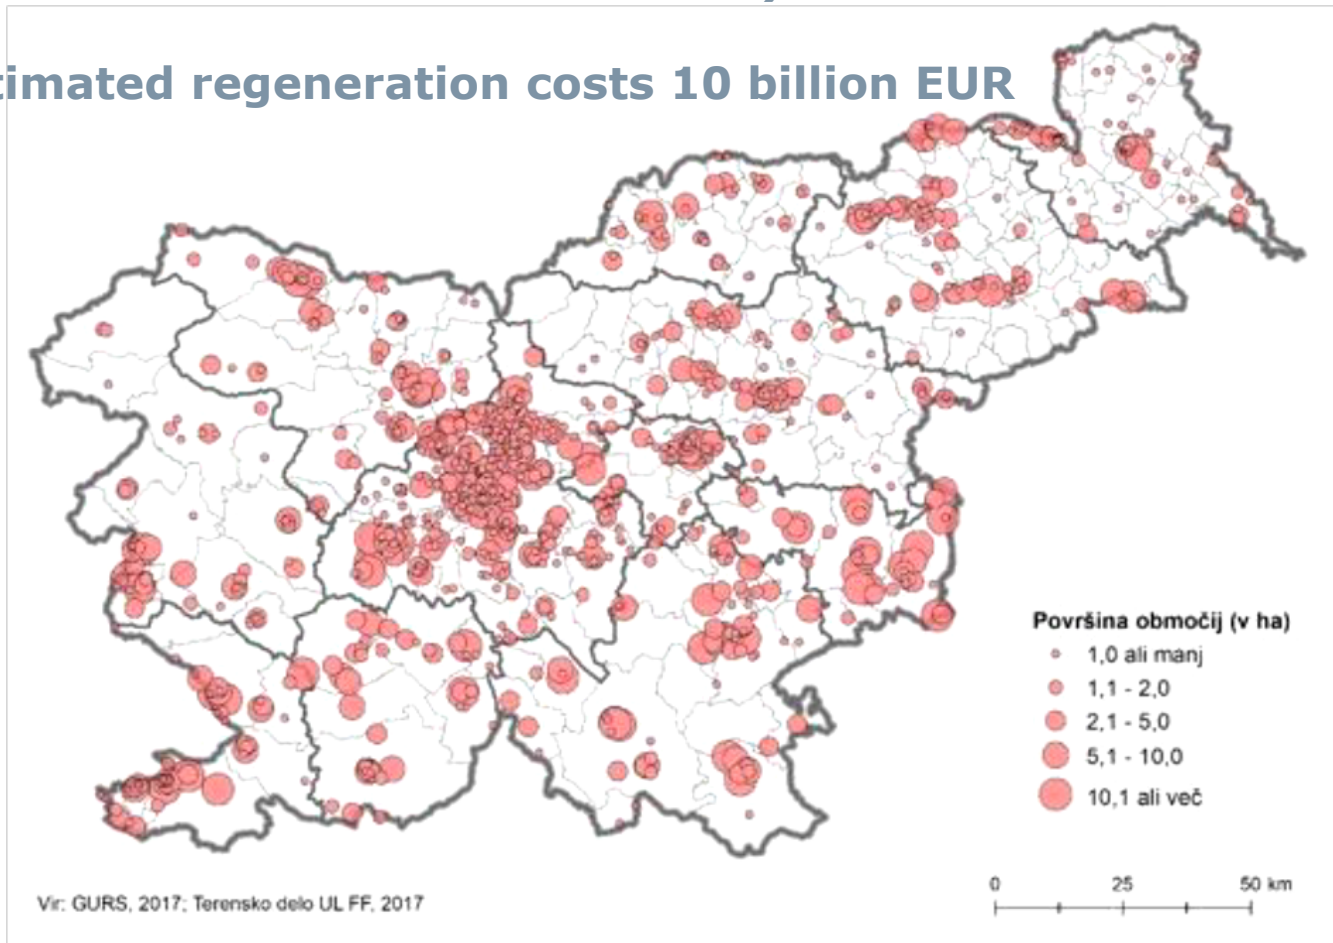 timated regeneration costs 10 billion EUR
Površina območij (v ha)
1,0 ali manj
1,1 - 2,0
2,1 - 5,0
5,1 - 10,0
10,1 ali več
0 25 50 km
Vir: GURS, 2017; Terensko delo UL FF, 2017